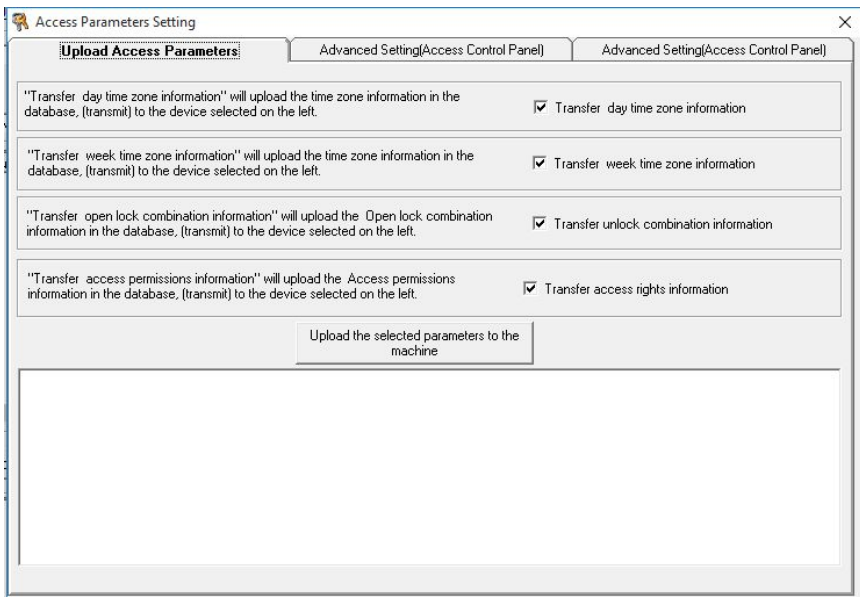 Access Parameters Setting
Upload Access Parameters
Advanced Setting(Access Control Panel)
Advanced Setting(Access Control Panel)
"Transfer day time zone information" will upload the time zone information in the
database, (transmit) to the device selected on the left.
Transfer day time zone information
"Transfer week time zone information" will upload the time zone information in the
database, (transmit) to the device selected on the left.
Transfer week time zone information
"Transfer open lock combination information" will upload the Open lock combination
information in the database, (transmit) to the device selected on the left.
Transfer unlock combination information
"Transfer access permissions information" will upload the Access permissions
information in the database, (transmit) to the device selected on the left.
Transfer access rights information
Upload the selected parameters to the
machine